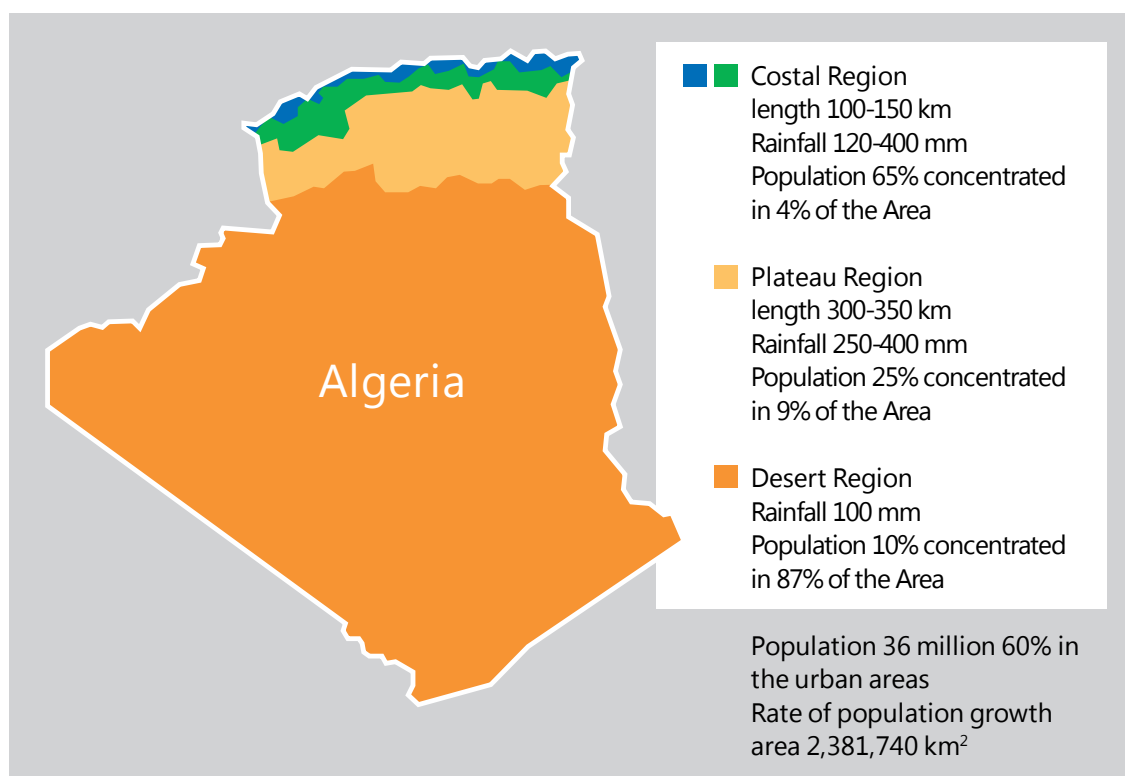 Algeria
Costal Region
length 100-150 km
Rainfall 120-400 mm
Population 65% concentrated
in 4% of the Area
Plateau Region
length 300-350 km
Rainfall 250-400 mm
Population 25% concentrated
in 9% of the Area
Desert Region
Rainfall 100 mm
Population 10% concentrated
in 87% of the Area
Population 36 million 60% in
the urban areas
Rate of population growth
area 2,381,740 km²